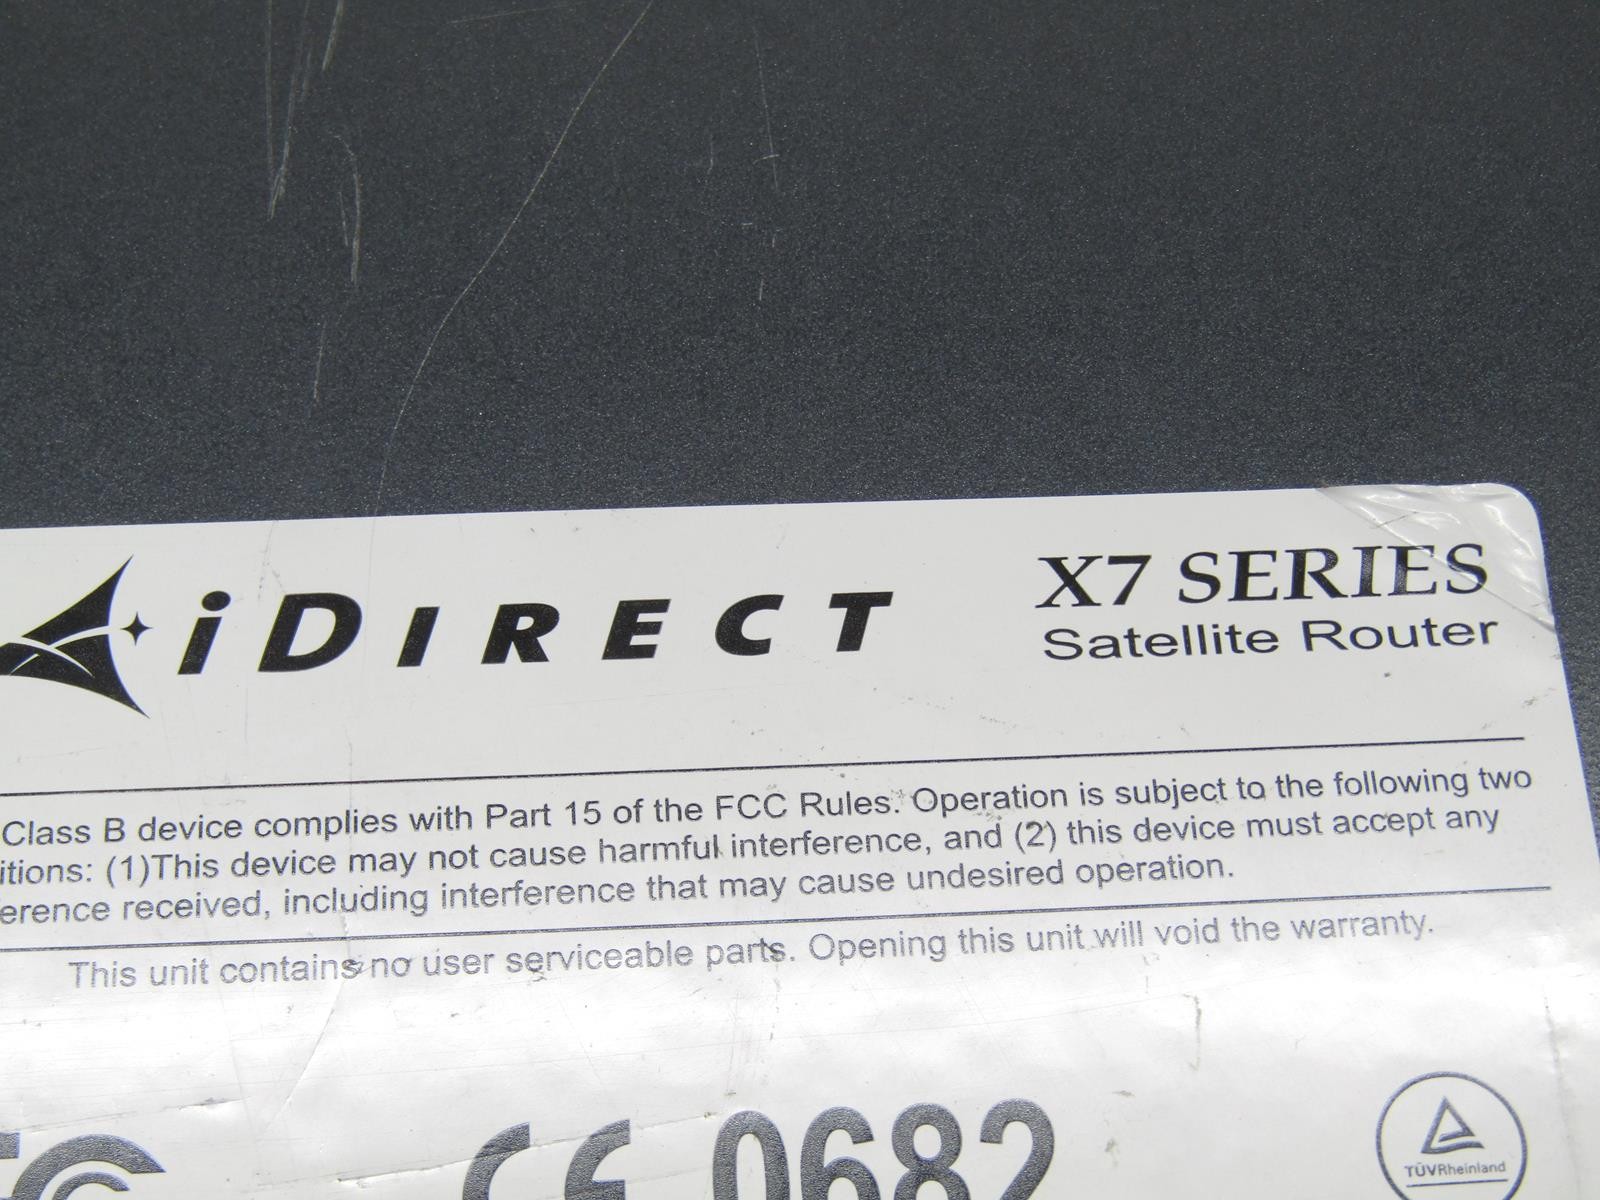 iDIRECT
X7 SERIES
Satellite Router
Class B device complies with Part 15 of the FCC Rules. Operation is subject to the following two
itions: (1)This device may not cause harmful interference, and (2) this device must accept any
erence received, including interference that may cause undesired operation.
This unit contains no user serviceable parts. Opening this unit will void the warranty.
FC
CE 0682
TÜVRheinland